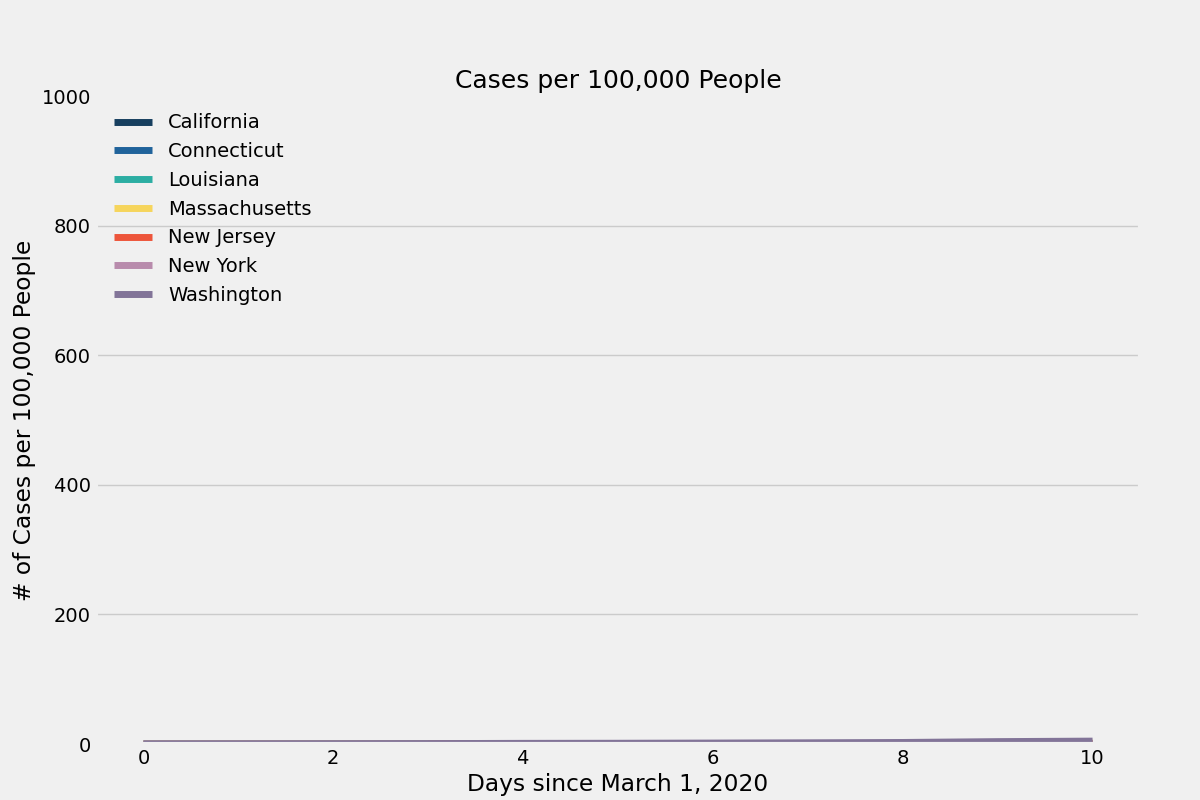 Cases per 100,000 People
1000
800
600
400
200
0
# of Cases per 100,000 People
California
Connecticut
Louisiana
Massachusetts
New Jersey
New York
Washington
0 2 4 6 8 10
Days since March 1, 2020